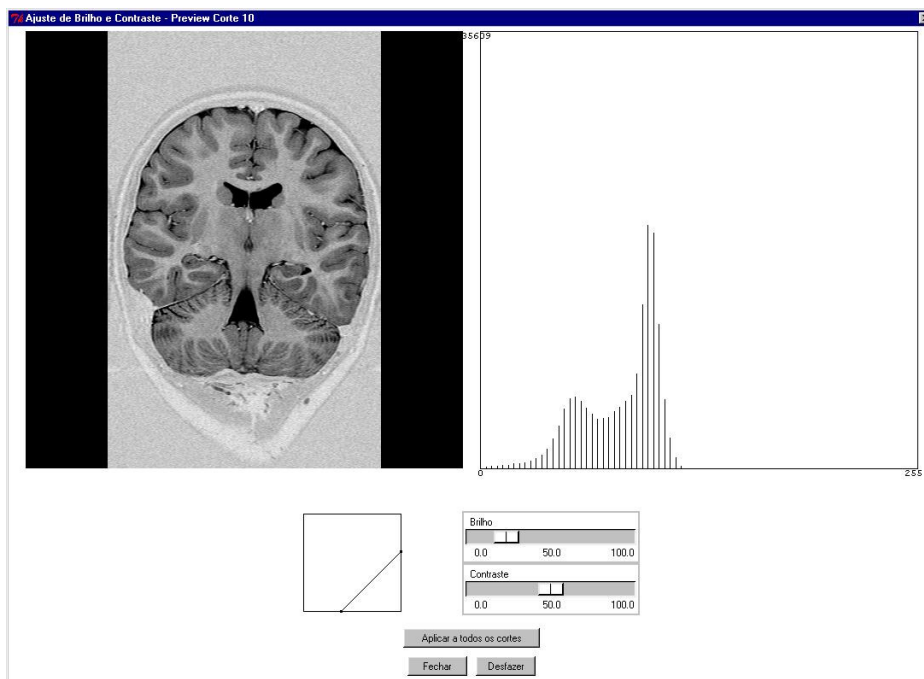 Ajuste de Brilho e Contraste - Preview Corte 10
35609
0 255
Brilho
0.0 50.0 100.0
Contraste
0.0 50.0 100.0
Aplicar a todos os cortes
Fechar Desfazer